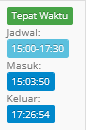 Tepat Waktu
Jadwal:
15:00-17:30
Masuk:
15:03:50
Keluar:
17:26:54